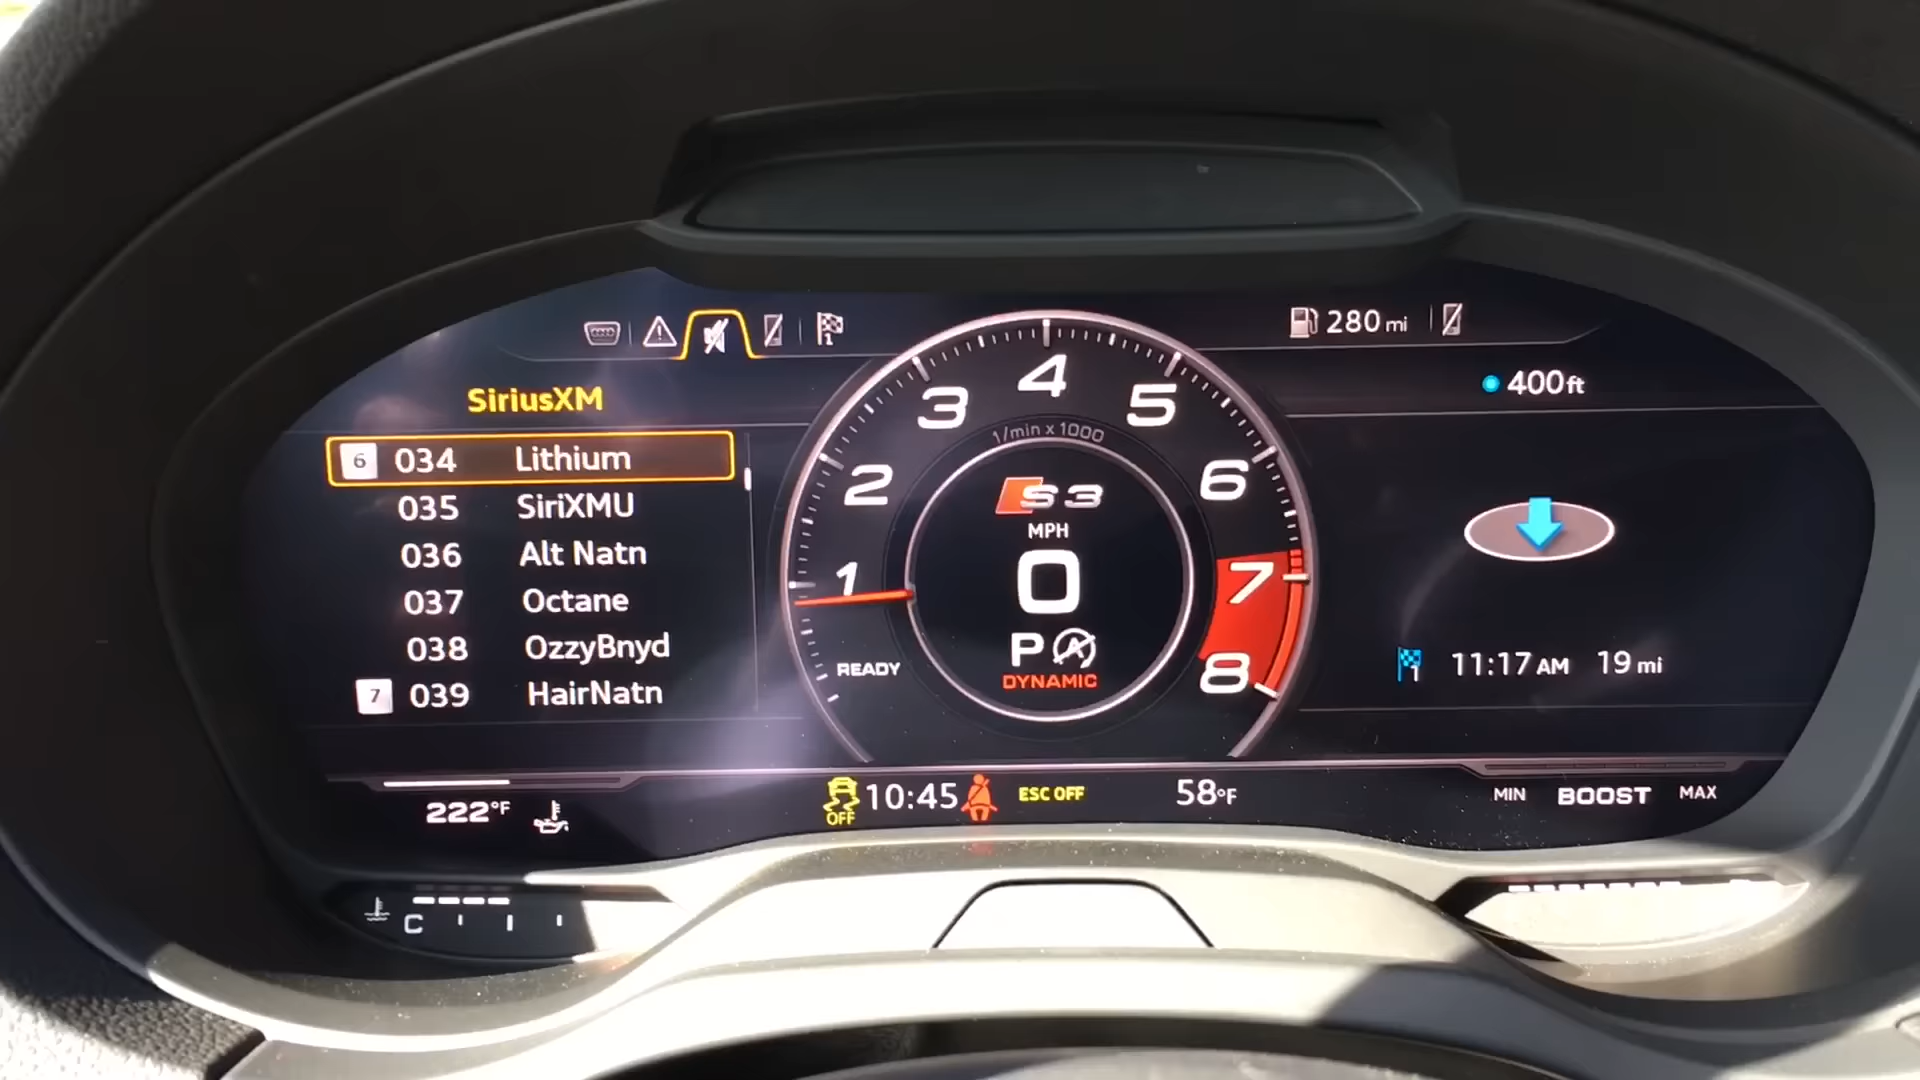 280 mi
400 ft
SiriusXM
6 034 Lithium
035 SiriXMU
036 Alt Natn
037 Octane
038 OzzyBnyd
7 039 HairNatn
1
2
3
4
5
6
7
8
1/min x 1000
S3
MPH
0
P A
DYNAMIC
READY
1
1 11:17 AM 19 mi
222°F
OFF
10:45
ESC OFF
58°F
MIN BOOST MAX
C